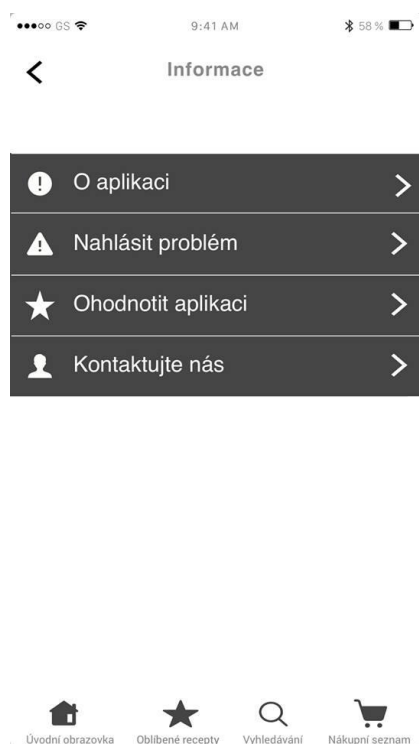 GS 9:41 AM 58 %
Informace
O aplikaci
Nahlásit problém
Ohodnotit aplikaci
Kontaktujte nás
Úvodní obrazovka Oblíbené recepty Vyhledávání Nákupní seznam